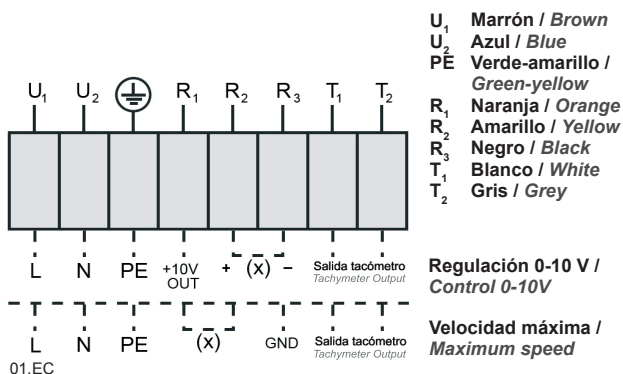 U₁ Marrón / Brown
U₂ Azul / Blue
PE Verde-amarillo /
Green-yellow
R₁ Naranja / Orange
R₂ Amarillo / Yellow
R₃ Negro / Black
T₁ Blanco / White
T₂ Gris / Grey
U₁ U₂ R₁ R₂ R₃ T₁ T₂
L N PE +10V OUT + (x) – Salida tacómetro
Tachymeter Output
Regulación 0-10 V /
Control 0-10V
L N PE (x) GND Salida tacómetro
Tachymeter Output
Velocidad máxima /
Maximum speed
01.EC